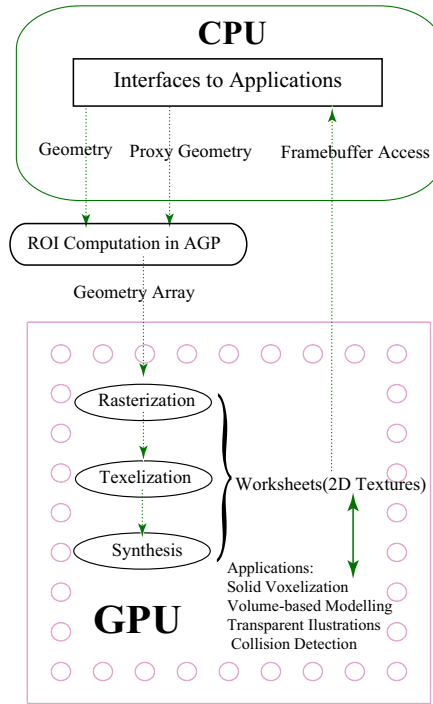 CPU
Interfaces to Applications
Geometry
Proxy Geometry
Framebuffer Access
ROI Computation in AGP
Geometry Array
Rasterization
Texelization
Worksheets(2D Textures)
Synthesis
Applications:
Solid Voxelization
Volume-based Modelling
Transparent Ilustrations
Collision Detection
GPU